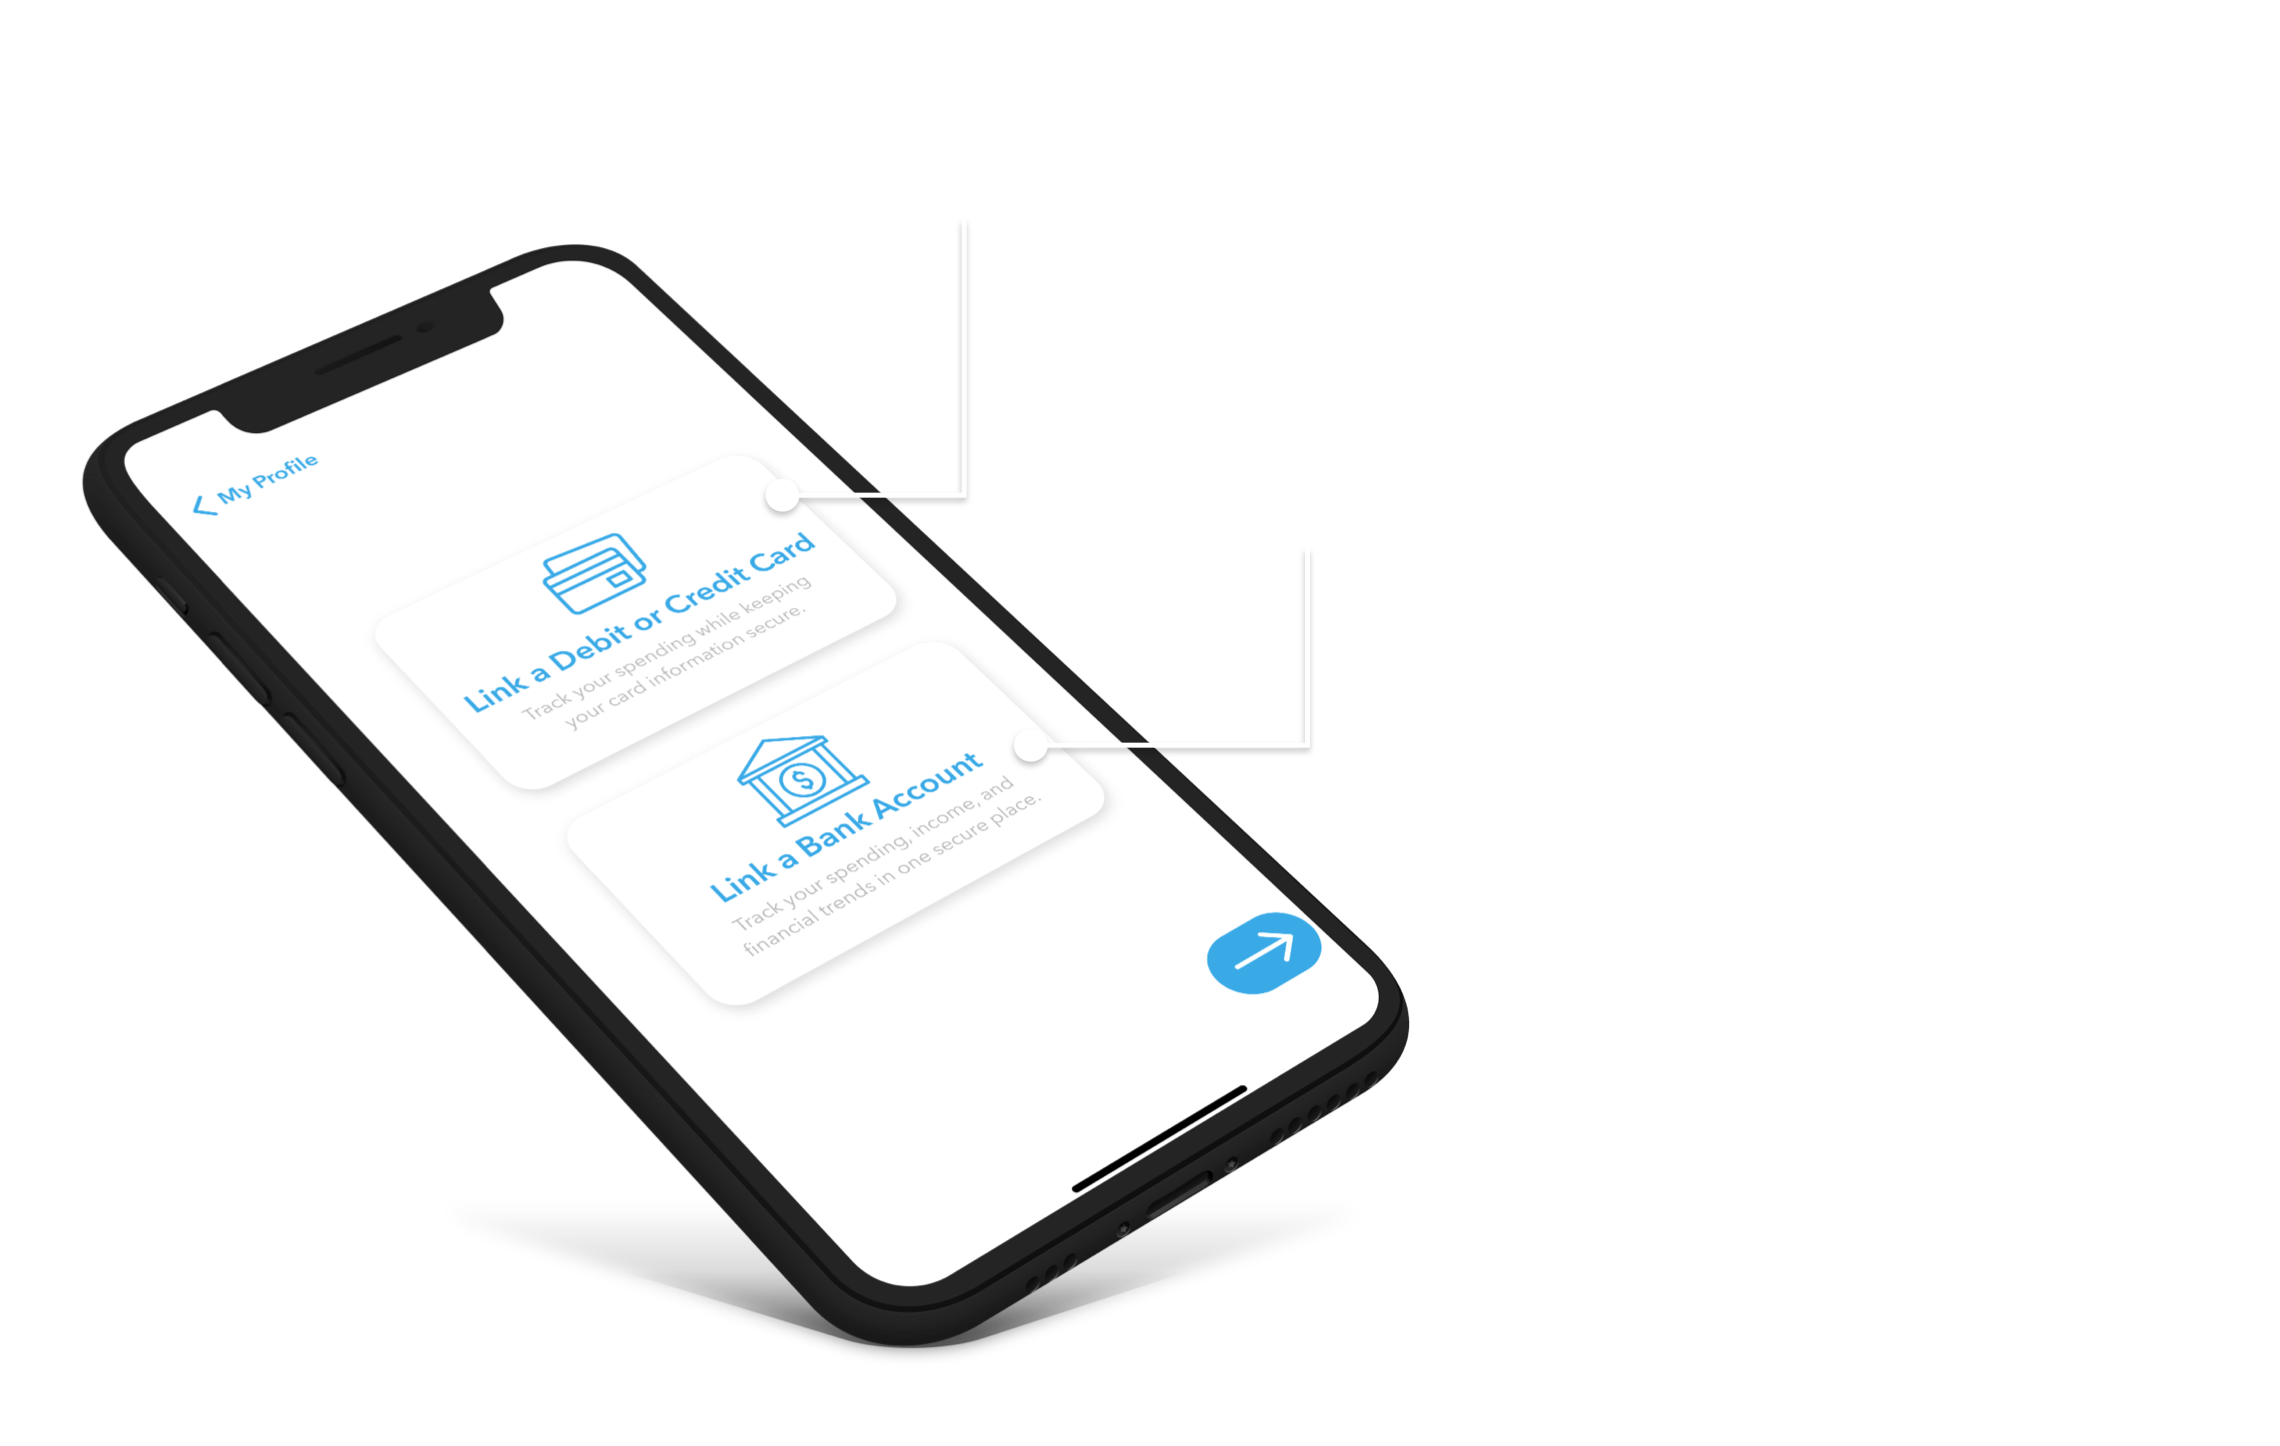 My Profile
Link a Debit or Credit Card
Track your spending while keeping
your card information secure.
Link a Bank Account
Track your spending, income, and
financial trends in one secure place.